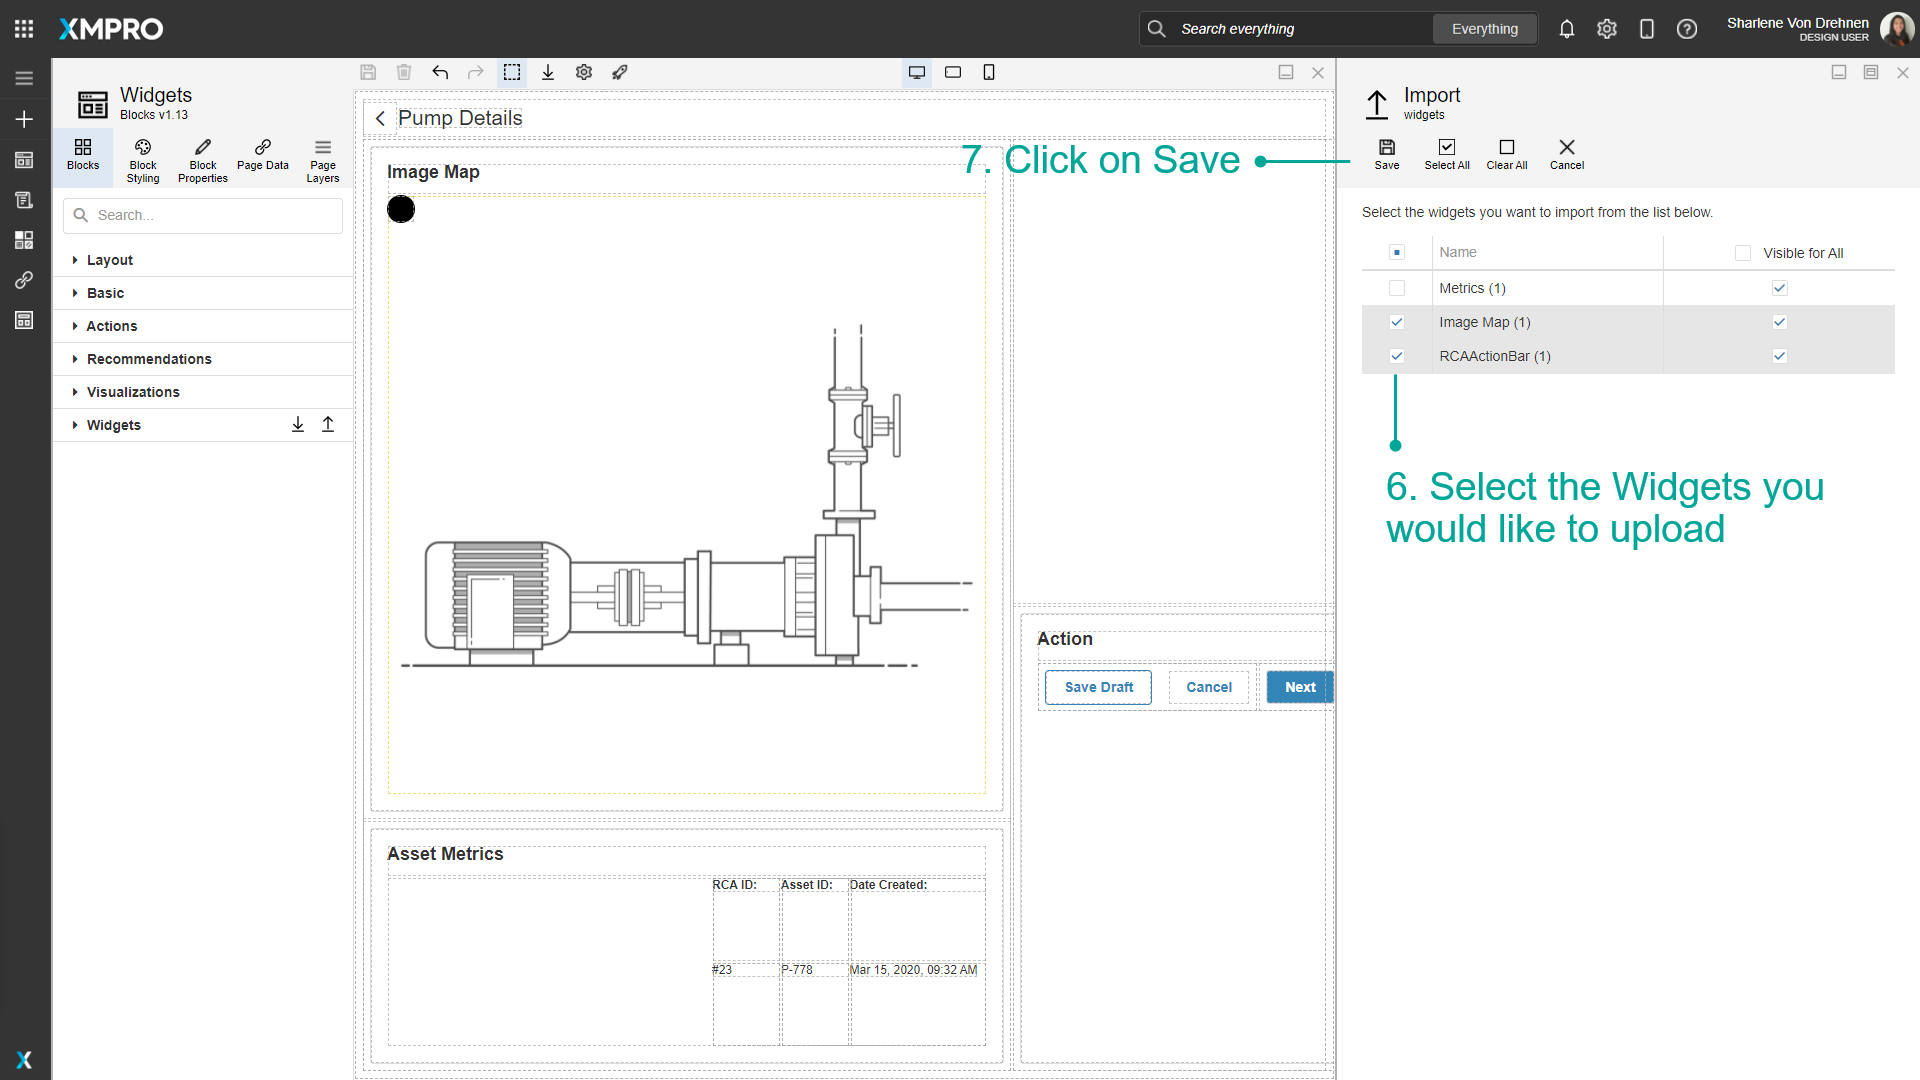 XMPRO
Search everything
Everything
Sharlene Von Drehnen
DESIGN USER
Widgets
Blocks v1.13
Blocks
Block Styling
Block Properties
Page Data
Page Layers
Search...
Layout
Basic
Actions
Recommendations
Visualizations
Widgets
Pump Details
Image Map
7. Click on Save
Asset Metrics
RCA ID:
Asset ID:
Date Created:
#23
P-778
Mar 15, 2020, 09:32 AM
Action
Save Draft
Cancel
Next
Import
widgets
Save
Select All
Clear All
Cancel
Select the widgets you want to import from the list below.
Name
Visible for All
Metrics (1)
Image Map (1)
RCAActionBar (1)
6. Select the Widgets you
would like to upload
X